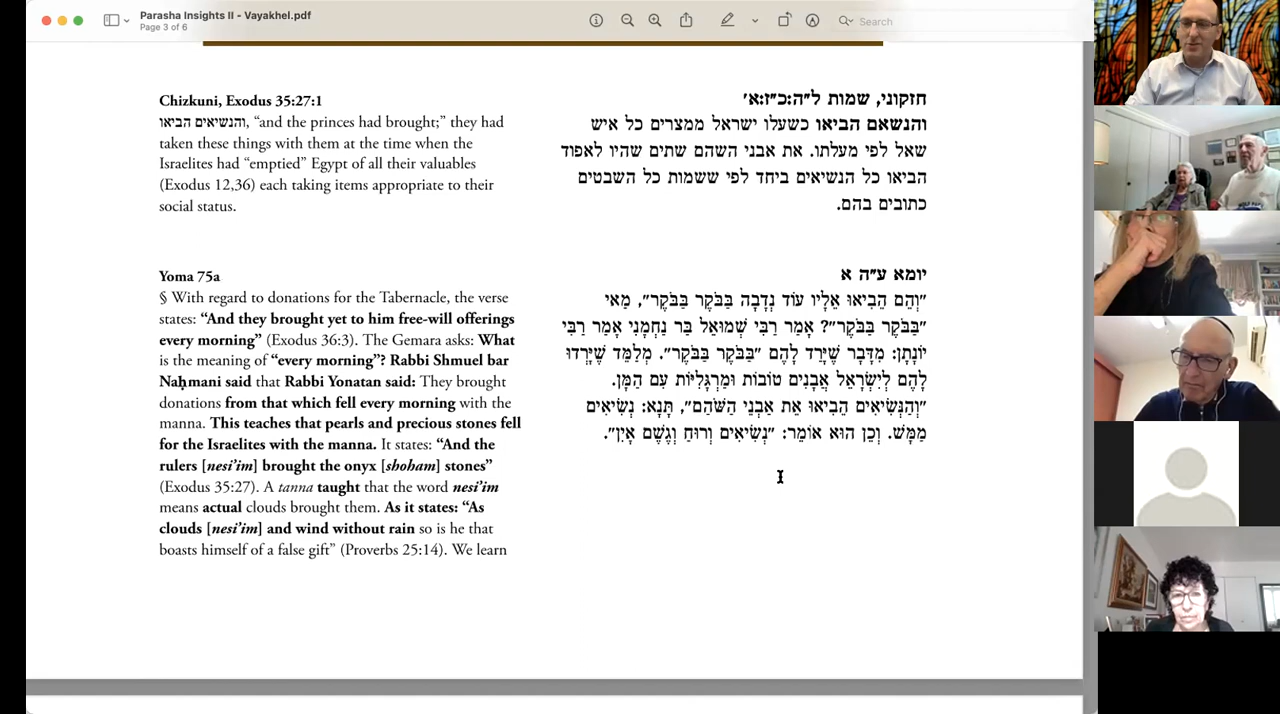 Parasha Insights II - Vayakhel.pdf
Page 3 of 6
Search
Chizkuni, Exodus 35:27:1
והנשיאים הביאו, “and the princes had brought;” they had
taken these things with them at the time when the
Israelites had “emptied” Egypt of all their valuables
(Exodus 12,36) each taking items appropriate to their
social status.
חזקוני, שמות ל״ה:כ״ז:א׳
והנשאם הביאו כשעלו ישראל ממצרים כל איש
שאל לפי מעלתו. את אבני השהם שתים שהיו לאפוד
הביאו כל הנשיאים ביחד לפי ששמות כל השבטים
כתובים בהם.
Yoma 75a
§ With regard to donations for the Tabernacle, the verse
states: “And they brought yet to him free-will offerings
every morning” (Exodus 36:3). The Gemara asks: What
is the meaning of “every morning”? Rabbi Shmuel bar
Naḥmani said that Rabbi Yonatan said: They brought
donations from that which fell every morning with the
manna. This teaches that pearls and precious stones fell
for the Israelites with the manna. It states: “And the
rulers [nesi’im] brought the onyx [shoham] stones”
(Exodus 35:27). A tanna taught that the word nesi’im
means actual clouds brought them. As it states: “As
clouds [nesi’im] and wind without rain so is he that
boasts himself of a false gift” (Proverbs 25:14). We learn
יומא ע״ה א
״וְהֵם הֵבִיאוּ אֵלָיו עוֹד נְדָבָה בַּבֹּקֶר בַּבֹּקֶר״, מַאי
״בַּבֹּקֶר בַּבֹּקֶר״? אָמַר רַבִּי שְׁמוּאֵל בַּר נַחְמָנִי אָמַר רַבִּי
יוֹנָתָן: מִדָּבָר שֶׁיָּרַד לָהֶם ״בַּבֹּקֶר בַּבֹּקֶר״. מְלַמֵּד שֶׁיָּרְדוּ
לָהֶם לְיִשְׂרָאֵל אֲבָנִים טוֹבוֹת וּמַרְגָּלִיּוֹת עִם הַמָּן.
״וְהַנְּשִׂיאִים הֵבִיאוּ אֵת אַבְנֵי הַשֹּׁהַם״, תָּנָא: נְשִׂיאִים
מַמָּשׁ. וְכֵן הוּא אוֹמֵר: ״נְשִׂיאִים וְרוּחַ וְגֶשֶׁם אָיִן״.